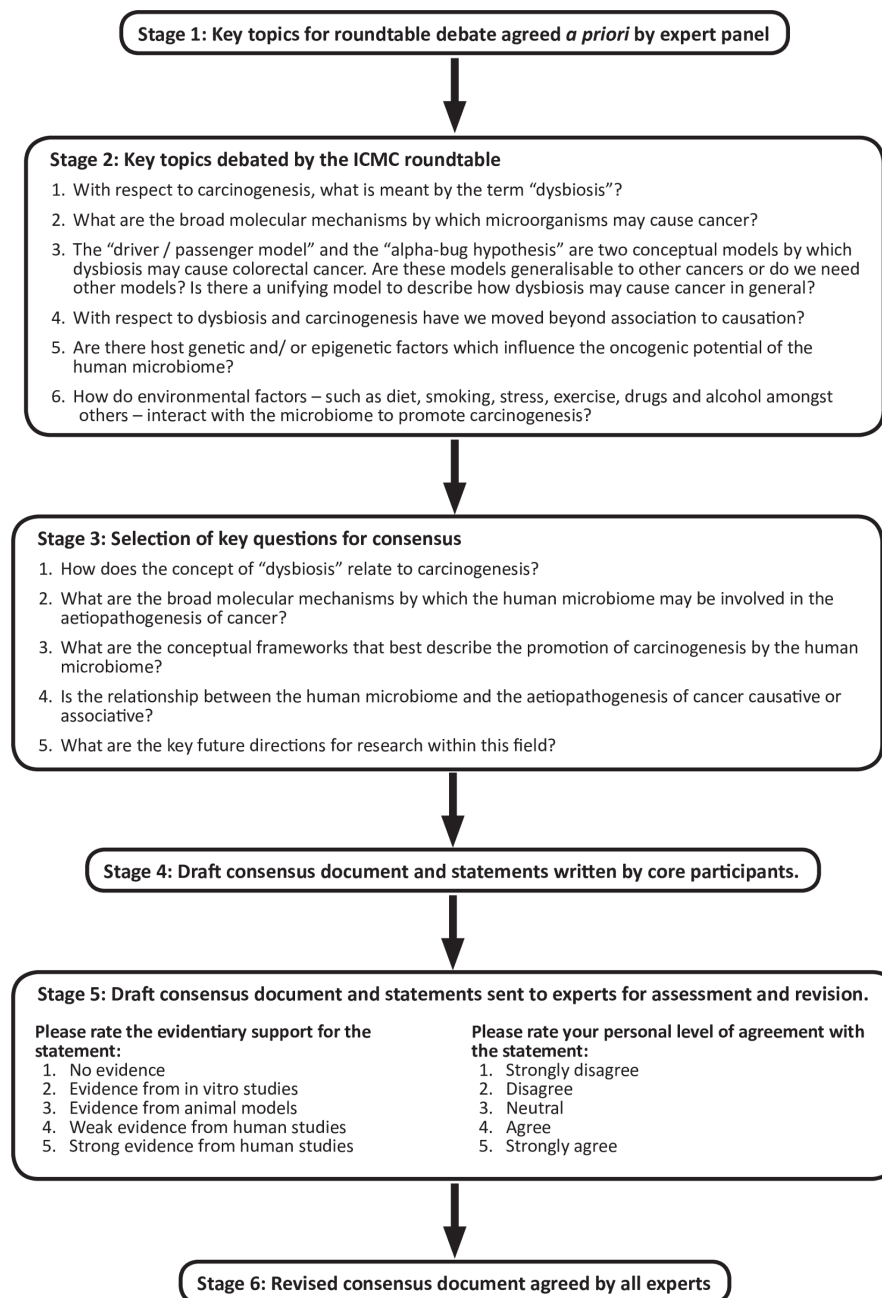 Stage 1: Key topics for roundtable debate agreed a priori by expert panel
Stage 2: Key topics debated by the ICMC roundtable
1. With respect to carcinogenesis, what is meant by the term “dysbiosis”?
2. What are the broad molecular mechanisms by which microorganisms may cause cancer?
3. The “driver / passenger model” and the “alpha-bug hypothesis” are two conceptual models by which
dysbiosis may cause colorectal cancer. Are these models generalisable to other cancers or do we need
other models? Is there a unifying model to describe how dysbiosis may cause cancer in general?
4. With respect to dysbiosis and carcinogenesis have we moved beyond association to causation?
5. Are there host genetic and/ or epigenetic factors which influence the oncogenic potential of the
human microbiome?
6. How do environmental factors – such as diet, smoking, stress, exercise, drugs and alcohol amongst
others – interact with the microbiome to promote carcinogenesis?
Stage 3: Selection of key questions for consensus
1. How does the concept of “dysbiosis” relate to carcinogenesis?
2. What are the broad molecular mechanisms by which the human microbiome may be involved in the
aetiopathogenesis of cancer?
3. What are the conceptual frameworks that best describe the promotion of carcinogenesis by the human
microbiome?
4. Is the relationship between the human microbiome and the aetiopathogenesis of cancer causative or
associative?
5. What are the key future directions for research within this field?
Stage 4: Draft consensus document and statements written by core participants.
Stage 5: Draft consensus document and statements sent to experts for assessment and revision.
Please rate the evidentiary support for the
statement:
1. No evidence
2. Evidence from in vitro studies
3. Evidence from animal models
4. Weak evidence from human studies
5. Strong evidence from human studies
Please rate your personal level of agreement with
the statement:
1. Strongly disagree
2. Disagree
3. Neutral
4. Agree
5. Strongly agree
Stage 6: Revised consensus document agreed by all experts